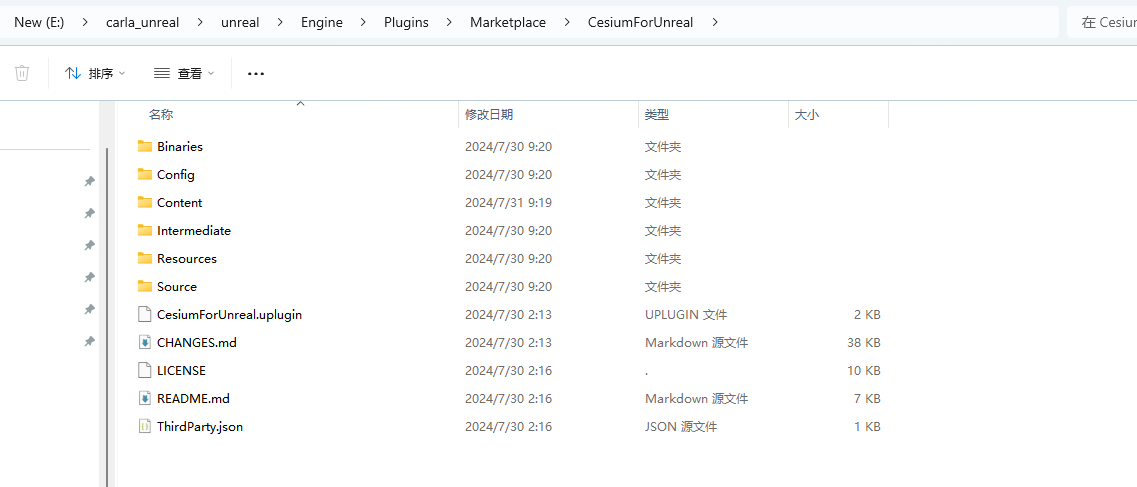 New (E:) > carla_unreal > unreal > Engine > Plugins > Marketplace > CesiumForUnreal >
在 Cesium
排序 查看 ...
名称 修改日期 类型 大小
Binaries 2024/7/30 9:20 文件夹
Config 2024/7/30 9:20 文件夹
Content 2024/7/31 9:19 文件夹
Intermediate 2024/7/30 9:20 文件夹
Resources 2024/7/30 9:20 文件夹
Source 2024/7/30 9:20 文件夹
CesiumForUnreal.uplugin 2024/7/30 2:13 UPLUGIN 文件 2 KB
CHANGES.md 2024/7/30 2:13 Markdown 源文件 38 KB
LICENSE 2024/7/30 2:16 . 10 KB
README.md 2024/7/30 2:16 Markdown 源文件 7 KB
ThirdParty.json 2024/7/30 2:16 JSON 源文件 1 KB